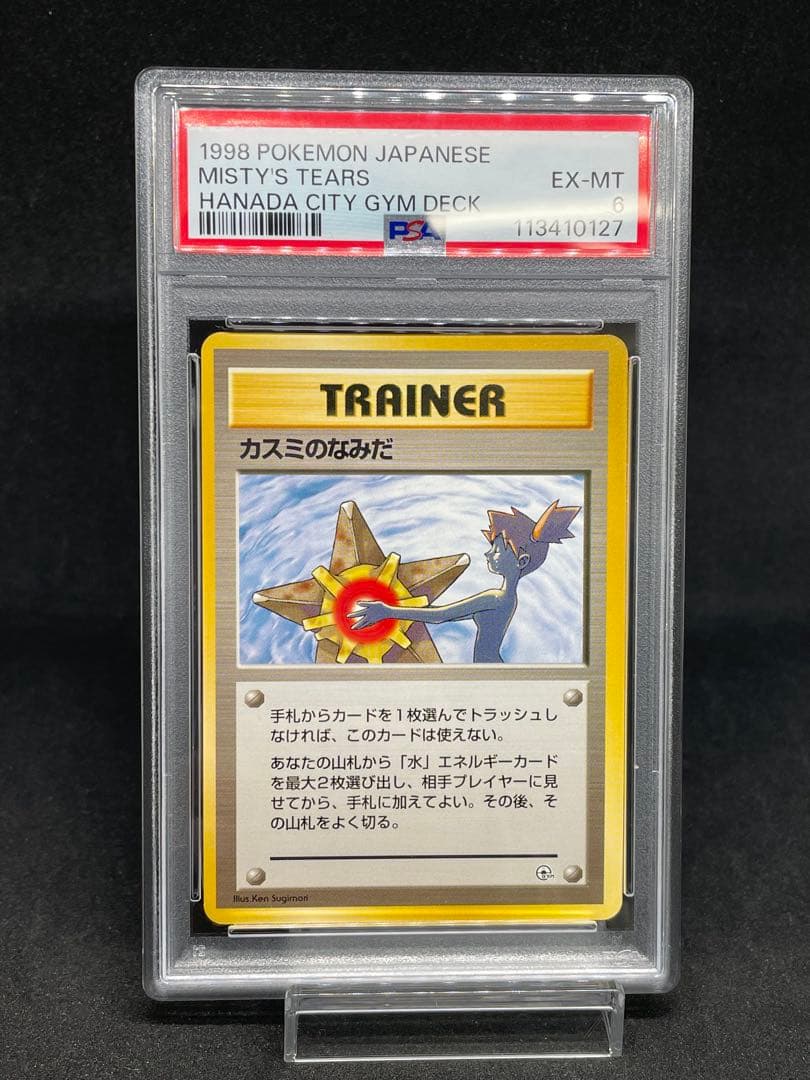 1998 POKEMON JAPANESE
MISTY'S TEARS EX-MT
HANADA CITY GYM DECK 6
PSA 113410127
TRAINER
カスミのなみだ
手札からカードを1枚選んでトラッシュし
なければ、このカードは使えない。
あなたの山札から「水」エネルギーカード
を最大2枚選び出し、相手プレイヤーに見
せてから、手札に加えてよい。その後、そ
の山札をよく切る。
Illus.Ken Sugimori